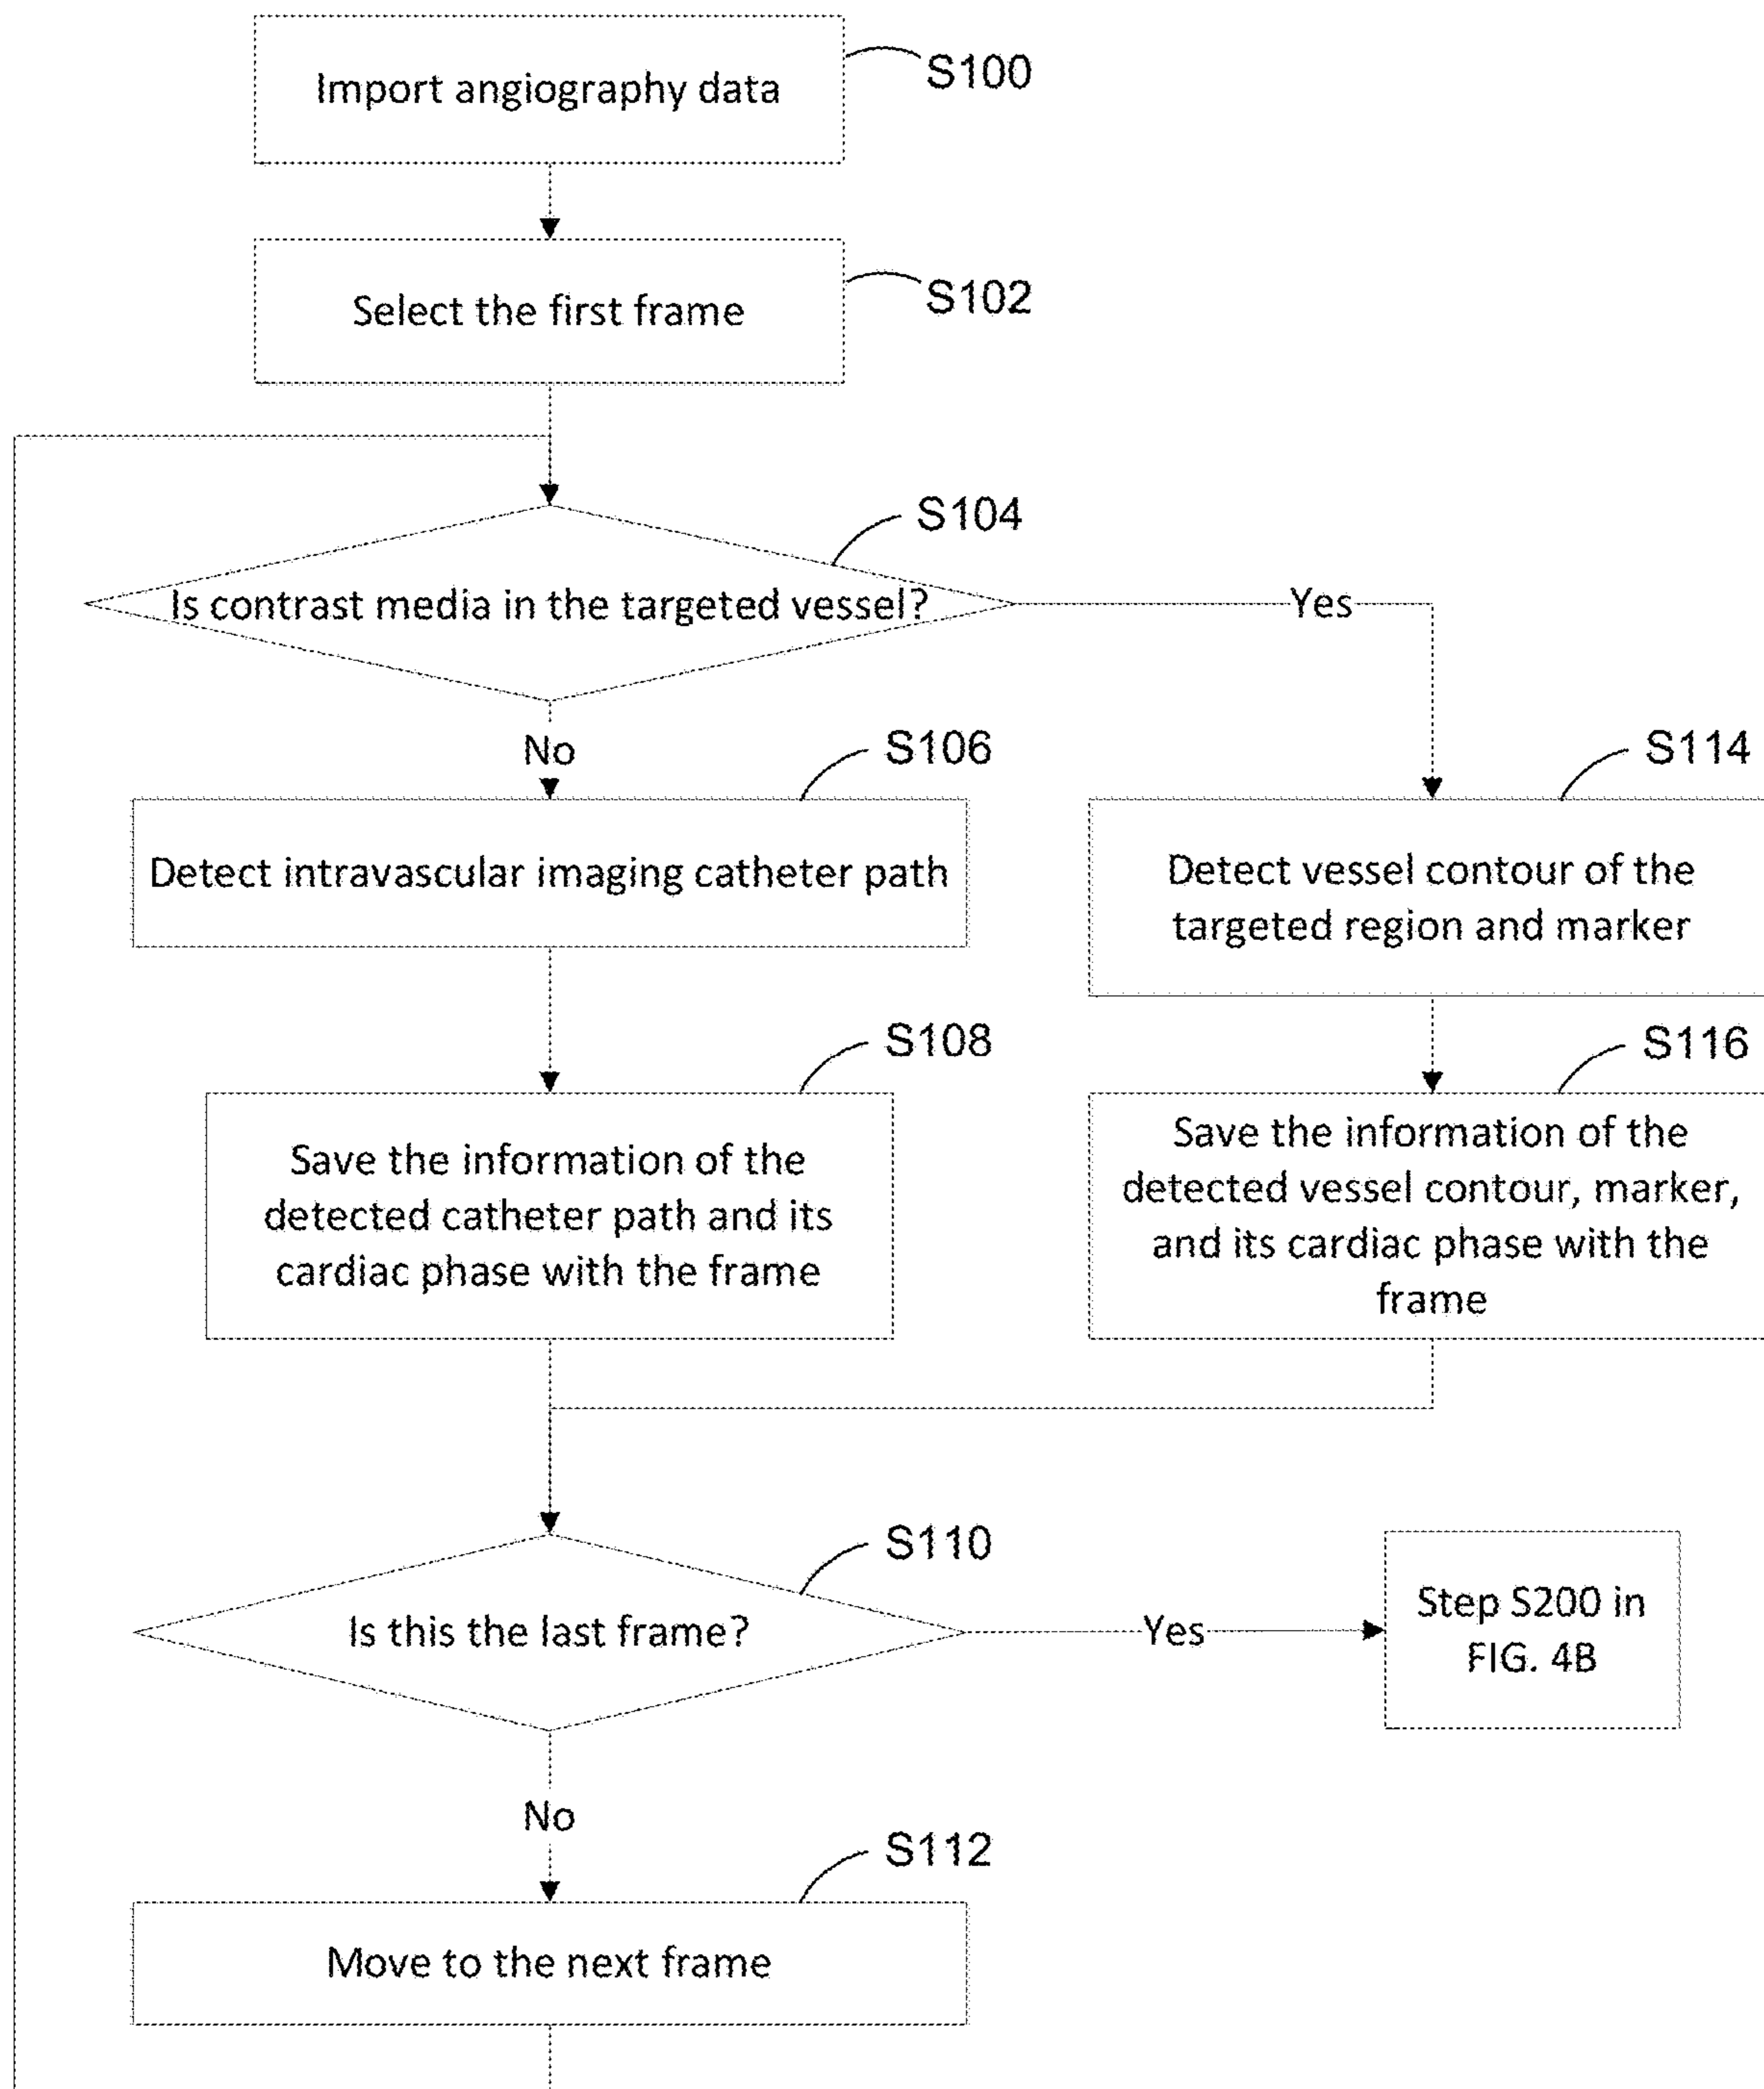 Import angiography data
S100
Select the first frame
S102
S104
Is contrast media in the targeted vessel?
Yes
No
S106
S114
Detect intravascular imaging catheter path
Detect vessel contour of the
targeted region and marker
S108
S116
Save the information of the
detected catheter path and its
cardiac phase with the frame
Save the information of the
detected vessel contour, marker,
and its cardiac phase with the
frame
S110
Is this the last frame?
Yes
Step S200 in
FIG. 4B
No
S112
Move to the next frame